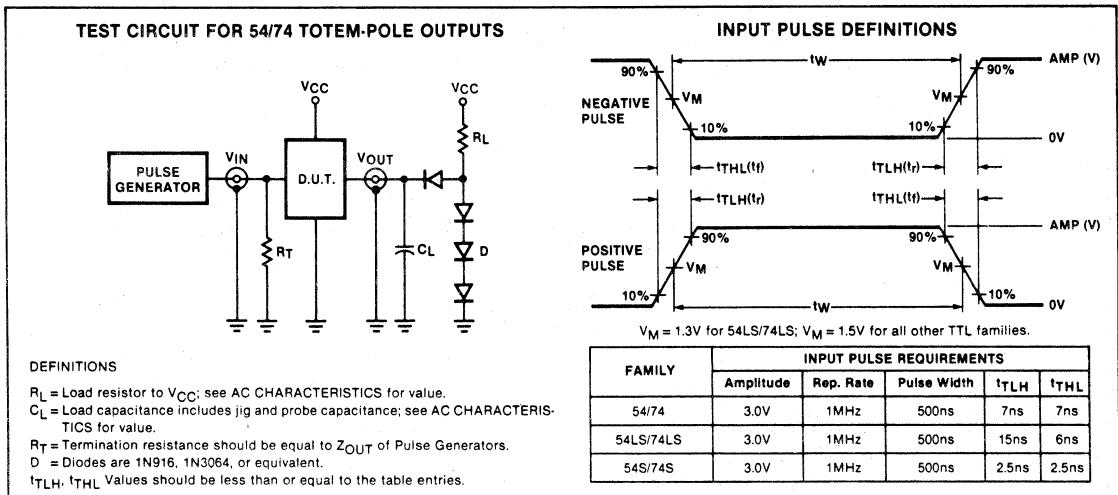 TEST CIRCUIT FOR 54/74 TOTEM-POLE OUTPUTS
VCC
VCC
RL
PULSE
GENERATOR
VIN
D.U.T.
VOUT
RT
CL
D
DEFINITIONS
RL = Load resistor to VCC; see AC CHARACTERISTICS for value.
CL = Load capacitance includes jig and probe capacitance; see AC CHARACTERIS-
TICS for value.
RT = Termination resistance should be equal to ZOUT of Pulse Generators.
D = Diodes are 1N916, 1N3064, or equivalent.
tTLH, tTHL Values should be less than or equal to the table entries.
INPUT PULSE DEFINITIONS
tW
AMP (V)
90%
90%
NEGATIVE
PULSE
VM
VM
10%
10%
0V
tTHL(tf)
tTLH(tr)
tTLH(tr)
tTHL(tf)
AMP (V)
90%
90%
POSITIVE
PULSE
VM
VM
10%
10%
tW
0V
VM = 1.3V for 54LS/74LS; VM = 1.5V for all other TTL families.
FAMILY
INPUT PULSE REQUIREMENTS
Amplitude Rep. Rate Pulse Width tTLH tTHL
54/74 3.0V 1MHz 500ns 7ns 7ns
54LS/74LS 3.0V 1MHz 500ns 15ns 6ns
54S/74S 3.0V 1MHz 500ns 2.5ns 2.5ns